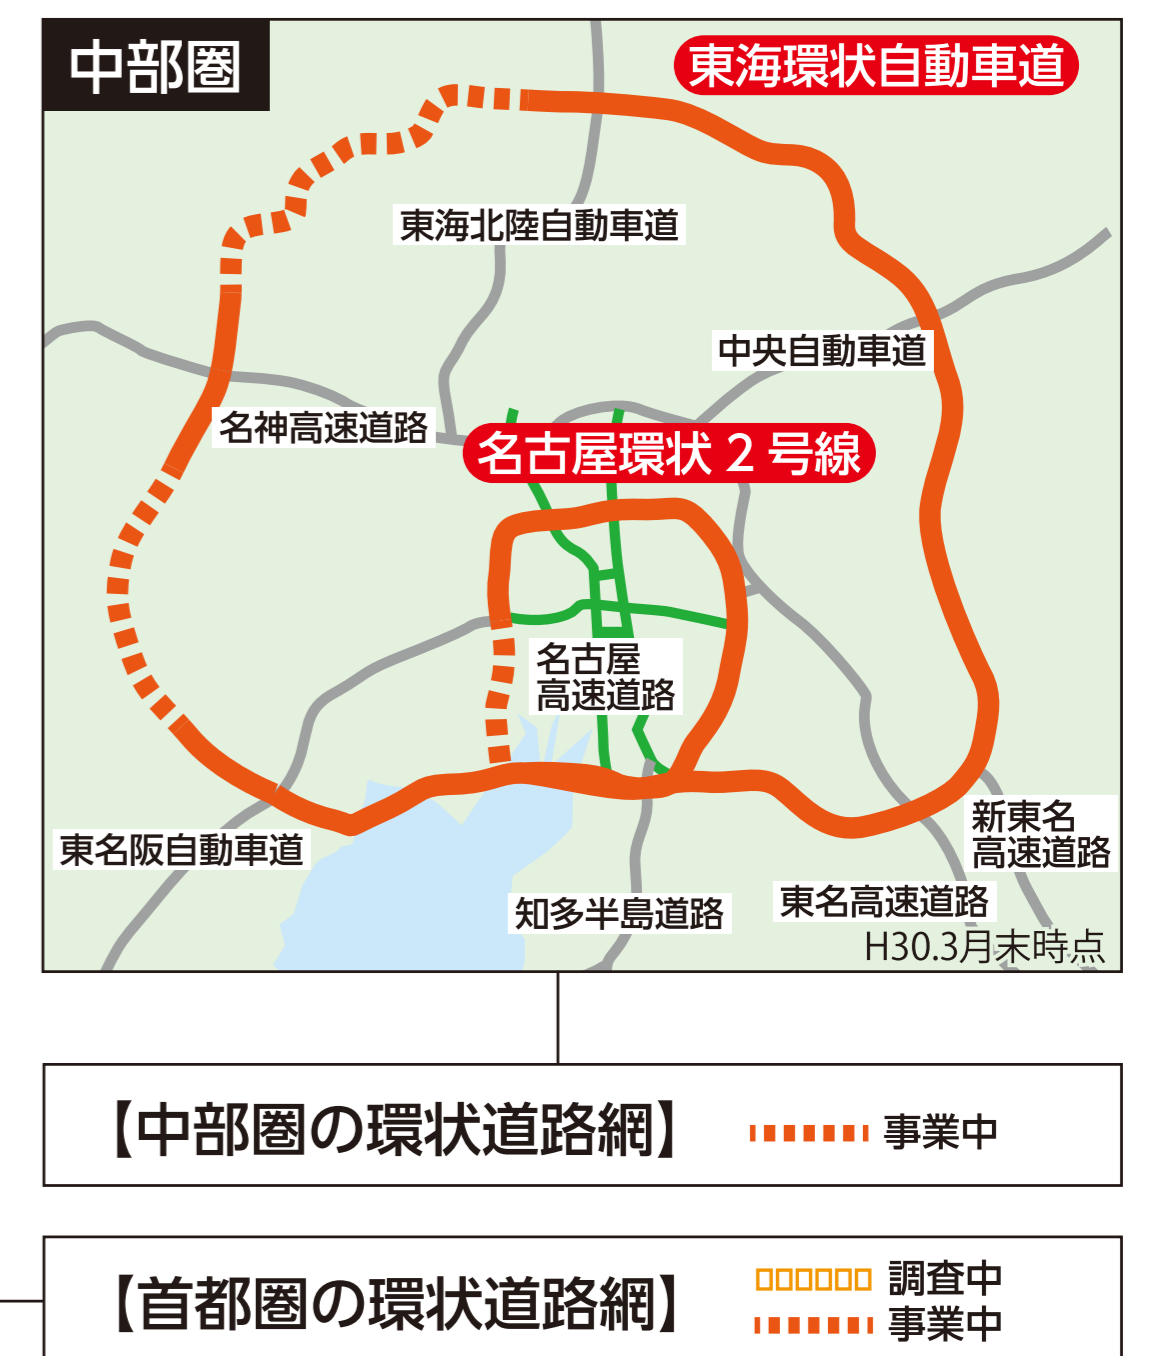 中部圏
東海環状自動車道
東海北陸自動車道
中央自動車道
名神高速道路
名古屋環状2号線
名古屋
高速道路
東名阪自動車道
新東名
高速道路
東名高速道路
知多半島道路
H30.3月末時点
【中部圏の環状道路網】 事業中
【首都圏の環状道路網】 調査中
事業中